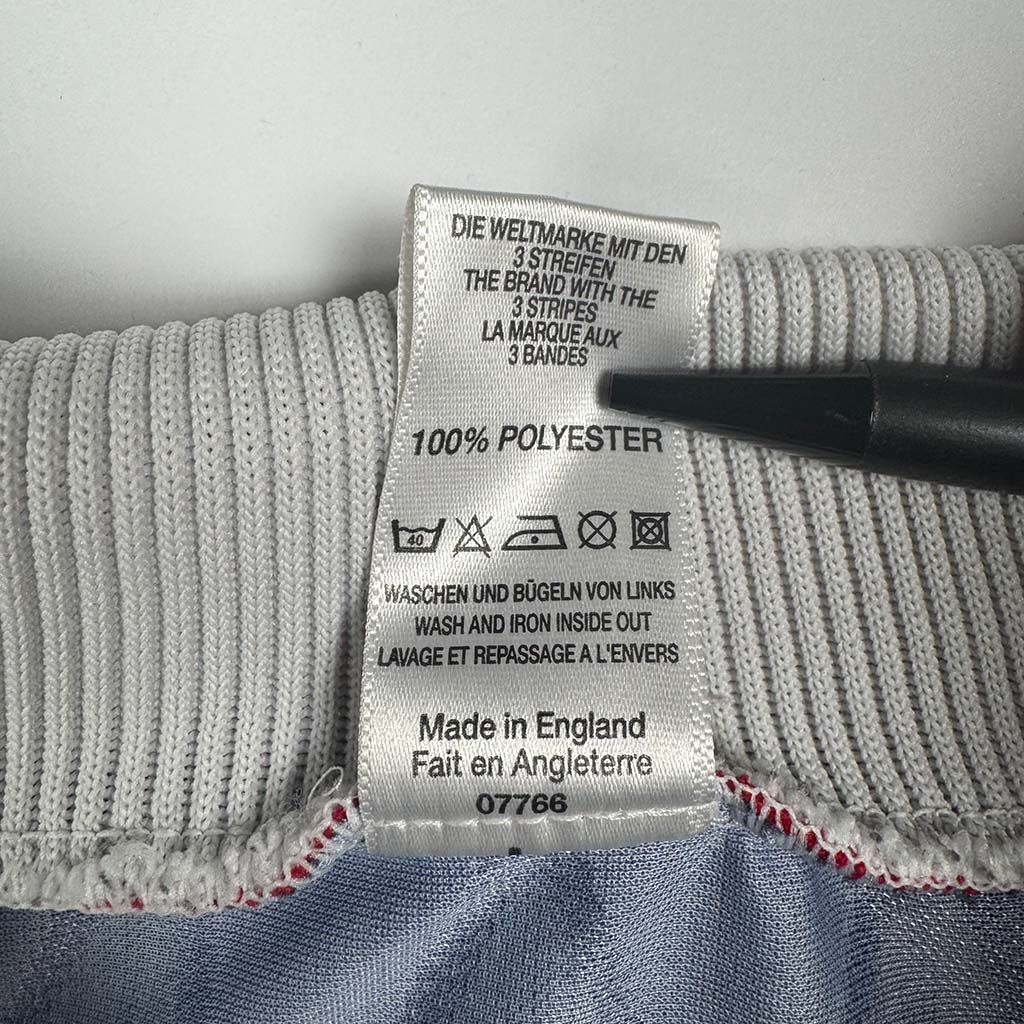 DIE WELTMARKE MIT DEN
3 STREIFEN
THE BRAND WITH THE
3 STRIPES
LA MARQUE AUX
3 BANDES
100% POLYESTER
40
WASCHEN UND BÜGELN VON LINKS
WASH AND IRON INSIDE OUT
LAVAGE ET REPASSAGE A L'ENVERS
Made in England
Fait en Angleterre
07766